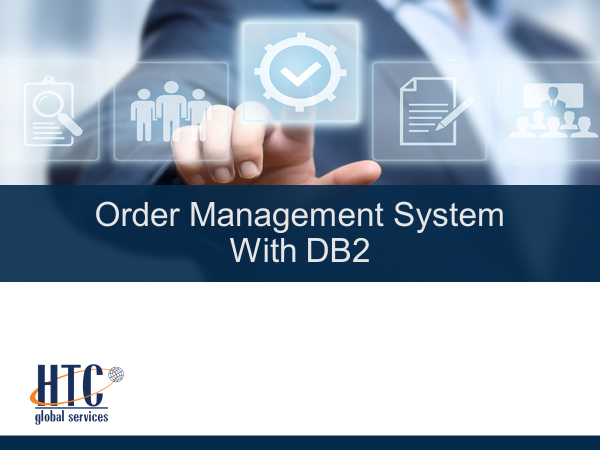 Order Management System
With DB2
HTC
global services